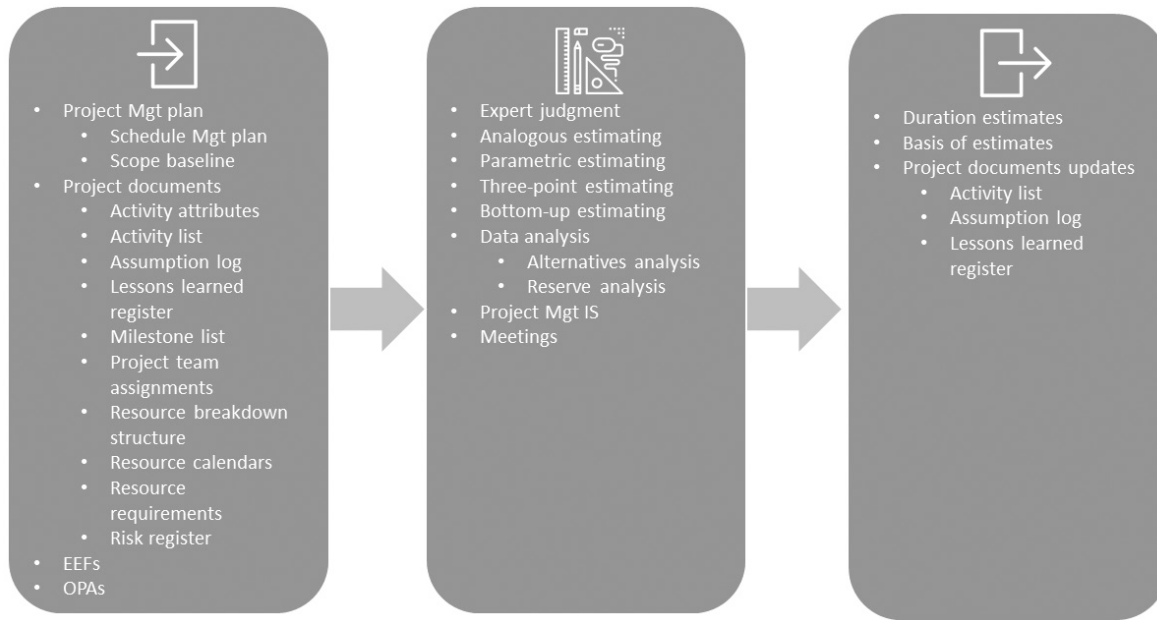 • Project Mgt plan
• Schedule Mgt plan
• Scope baseline
• Project documents
• Activity attributes
• Activity list
• Assumption log
• Lessons learned
register
• Milestone list
• Project team
assignments
• Resource breakdown
structure
• Resource calendars
• Resource
requirements
• Risk register
• EEFs
• OPAs
• Expert judgment
• Analogous estimating
• Parametric estimating
• Three-point estimating
• Bottom-up estimating
• Data analysis
• Alternatives analysis
• Reserve analysis
• Project Mgt IS
• Meetings
• Duration estimates
• Basis of estimates
• Project documents updates
• Activity list
• Assumption log
• Lessons learned
register